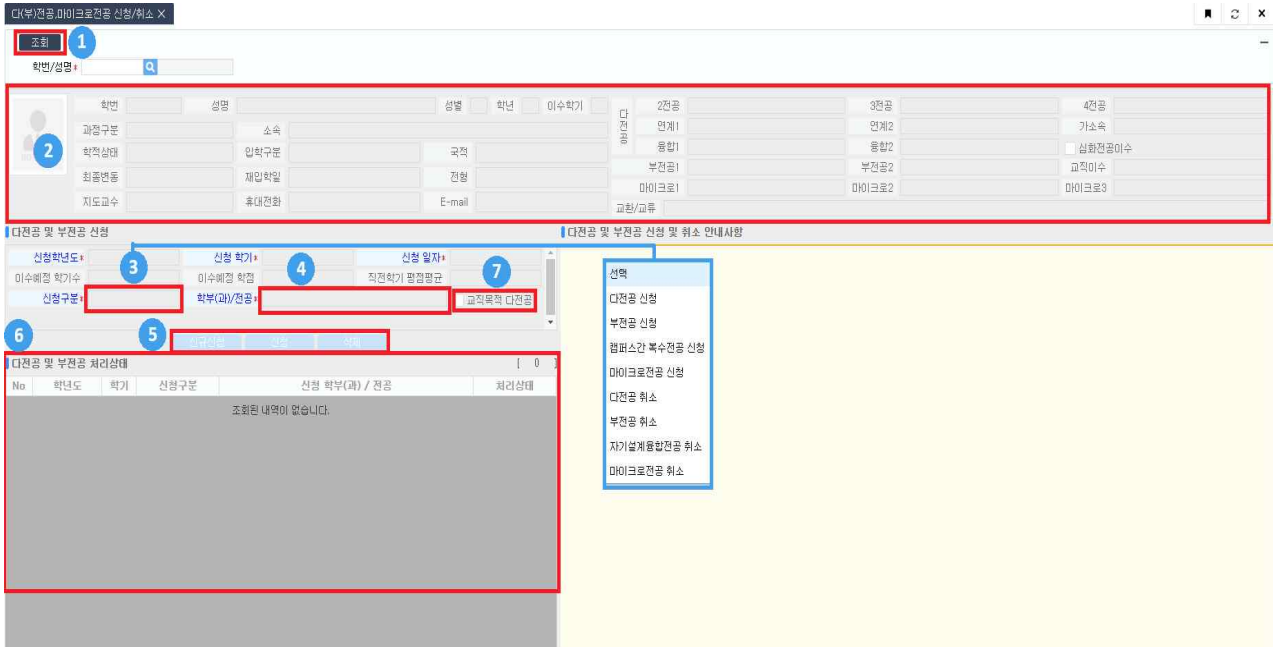 다(부)전공,마이크로전공 신청/취소 X
조회 1
학번/성명*
학번 성명 성별 학년 이수학기 다전공 2전공 3전공 4전공
과정구분 소속 연계1 연계2 가소속
2 학적상태 입학구분 국적 융합1 융합2 심화전공이수
최종변동 재입학일 전형 부전공1 부전공2 교직이수
지도교수 휴대전화 E-mail 마이크로1 마이크로2 마이크로3
교환/교류
다전공 및 부전공 신청 다전공 및 부전공 신청 및 취소 안내사항
신청학년도* 신청 학기* 신청 일자*
3 4 7
이수예정 학기수 이수예정 학점 직전학기 평점평균
신청구분* 학부(과)/전공* 교직목적 다전공
선택
다전공 신청
부전공 신청
캠퍼스간 복수전공 신청
마이크로전공 신청
다전공 취소
부전공 취소
자기설계융합전공 취소
마이크로전공 취소
6 5 신규신청 신청 삭제
다전공 및 부전공 처리상태 [ 0 ]
No 학년도 학기 신청구분 신청 학부(과) / 전공 처리상태
조회된 내역이 없습니다.